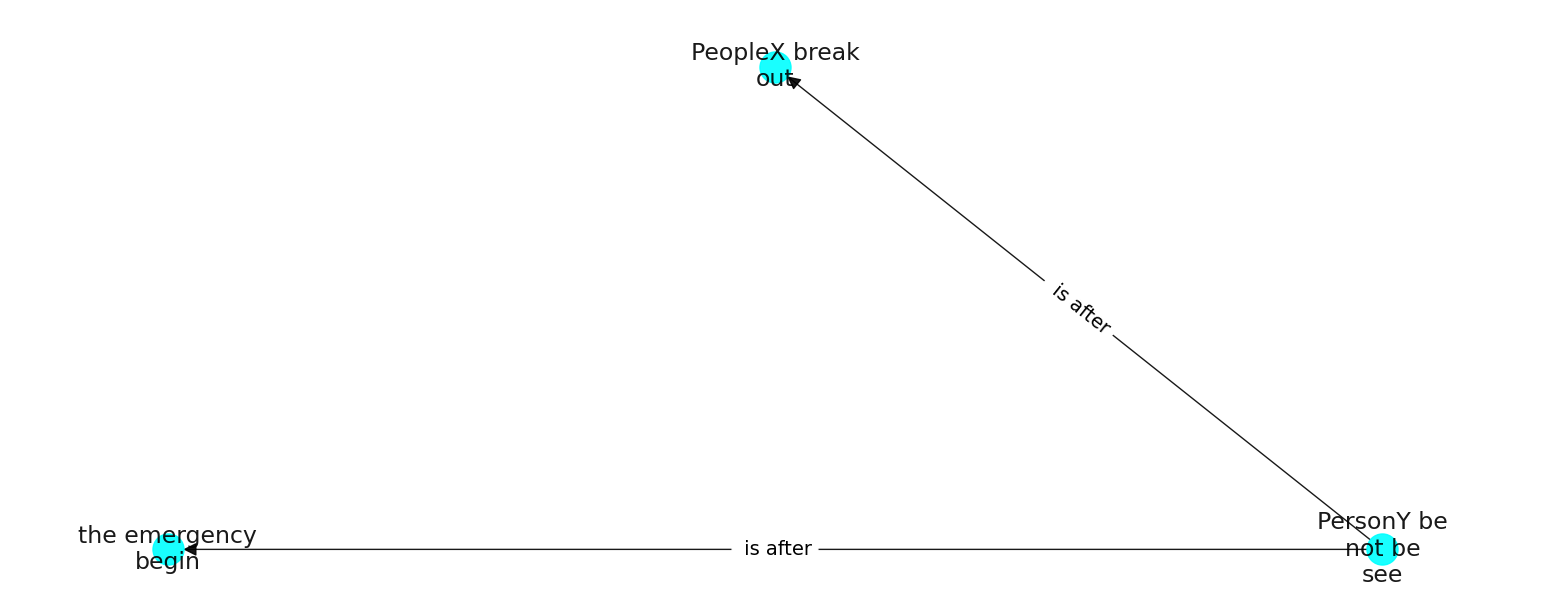 PeopleX break
out
is after
PersonY be
not be
see
the emergency
begin
is after